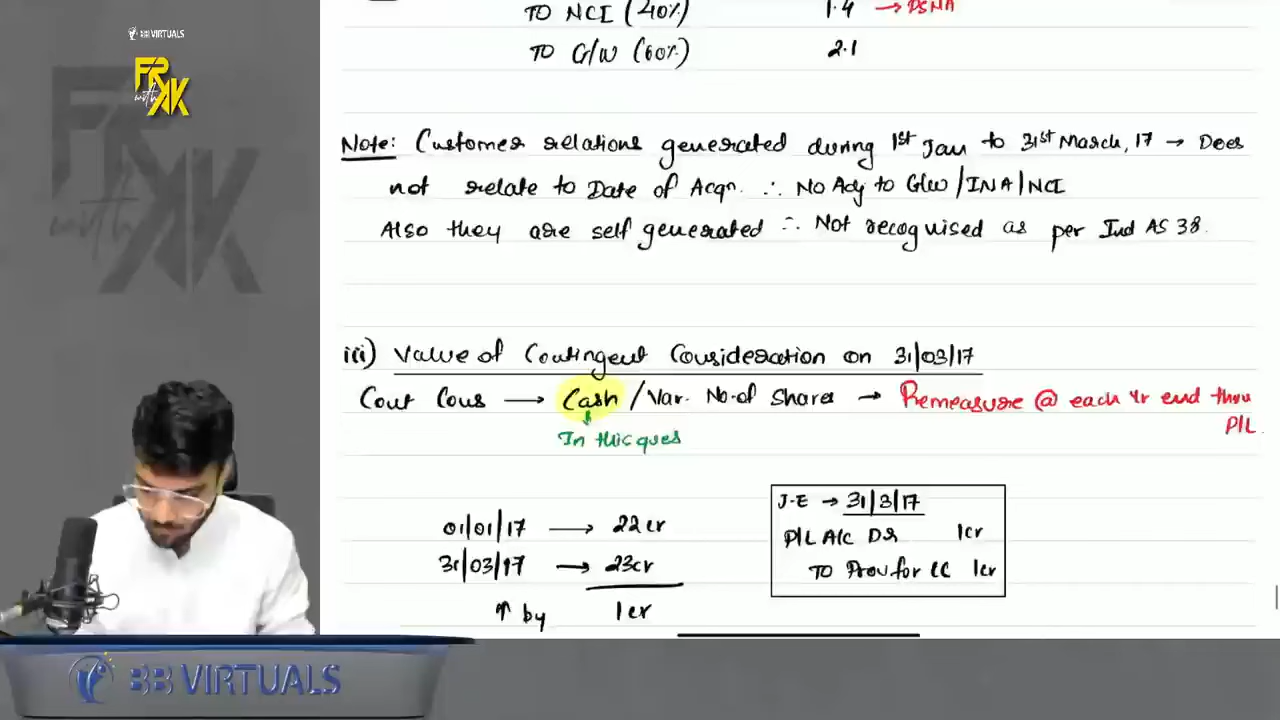 TO NCI (40%) 1.4 → PSNA
TO G/W (60%) 2.1
BB VIRTUALS
FR with AK
Note: Customer relations generated during 1st Jan to 31st March, 17 → Does
not relate to Date of Acqn. ∴ No Adj to G/w /INA/NCI
Also they are self generated ∴ Not recognised as per Ind AS 38.
iii) Value of Contingent Consideration on 31/03/17
Cont Cons → Cash /Var. No. of Shares → Remeasure @ each Yr end thru
P/L.
In this ques
01/01/17 → 22cr
31/03/17 → 23cr
↑ by 1 cr
J.E → 31/3/17
P/L A/c Dr 1cr
TO Prov for CC 1cr
BB VIRTUALS